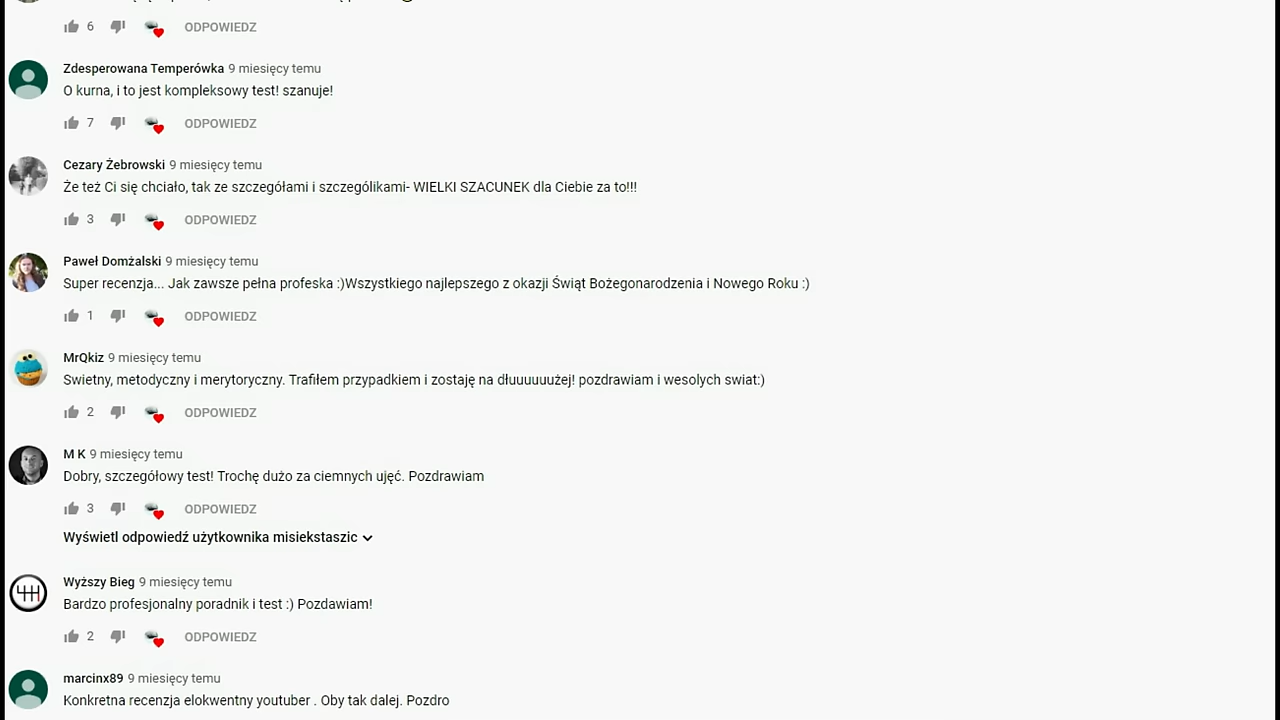 6 ODPOWIEDZ
Zdesperowana Temperówka 9 miesięcy temu
O kurna, i to jest kompleksowy test! szanuje!
7 ODPOWIEDZ
Cezary Żebrowski 9 miesięcy temu
Że też Ci się chciało, tak ze szczegółami i szczególikami- WIELKI SZACUNEK dla Ciebie za to!!!
3 ODPOWIEDZ
Paweł Domżalski 9 miesięcy temu
Super recenzja... Jak zawsze pełna profeska :)Wszystkiego najlepszego z okazji Świąt Bożegonarodzenia i Nowego Roku :)
1 ODPOWIEDZ
MrQkiz 9 miesięcy temu
Swietny, metodyczny i merytoryczny. Trafiłem przypadkiem i zostaję na dłuuuuuużej! pozdrawiam i wesolych swiat:)
2 ODPOWIEDZ
M K 9 miesięcy temu
Dobry, szczegółowy test! Trochę dużo za ciemnych ujęć. Pozdrawiam
3 ODPOWIEDZ
Wyświetl odpowiedź użytkownika misiekstaszic
Wyższy Bieg 9 miesięcy temu
Bardzo profesjonalny poradnik i test :) Pozdawiam!
2 ODPOWIEDZ
marcinx89 9 miesięcy temu
Konkretna recenzja elokwentny youtuber . Oby tak dalej. Pozdro